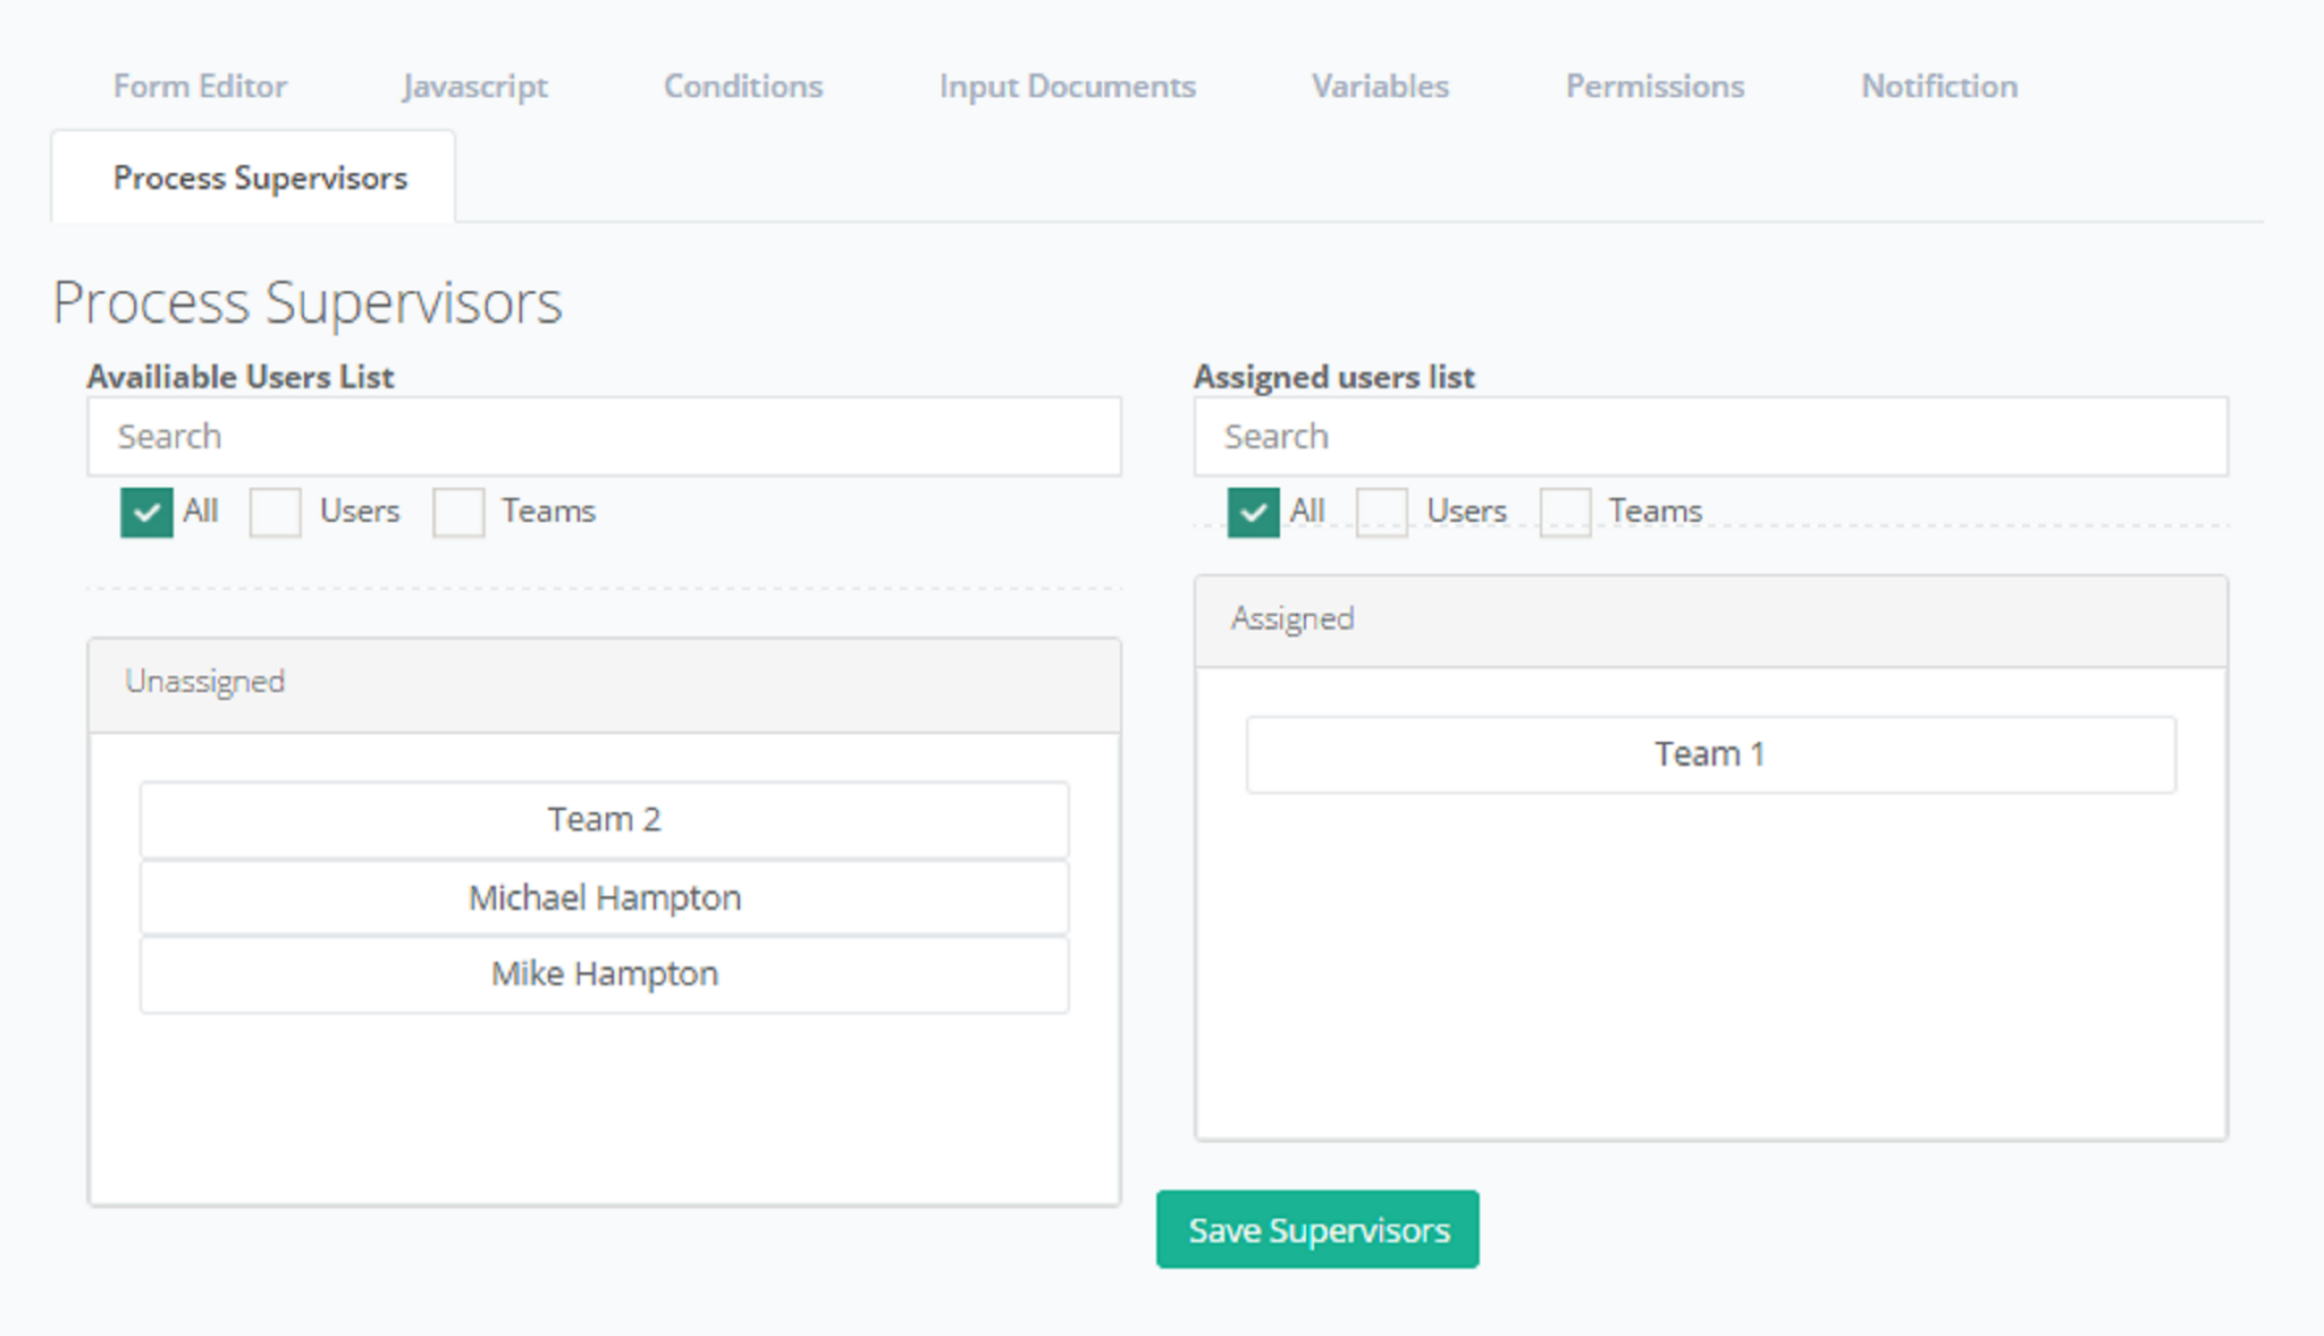 Form Editor Javascript Conditions Input Documents Variables Permissions Notifiction
Process Supervisors
Process Supervisors
Availiable Users List
Search
All Users Teams
Unassigned
Team 2
Michael Hampton
Mike Hampton
Assigned users list
Search
All Users Teams
Assigned
Team 1
Save Supervisors